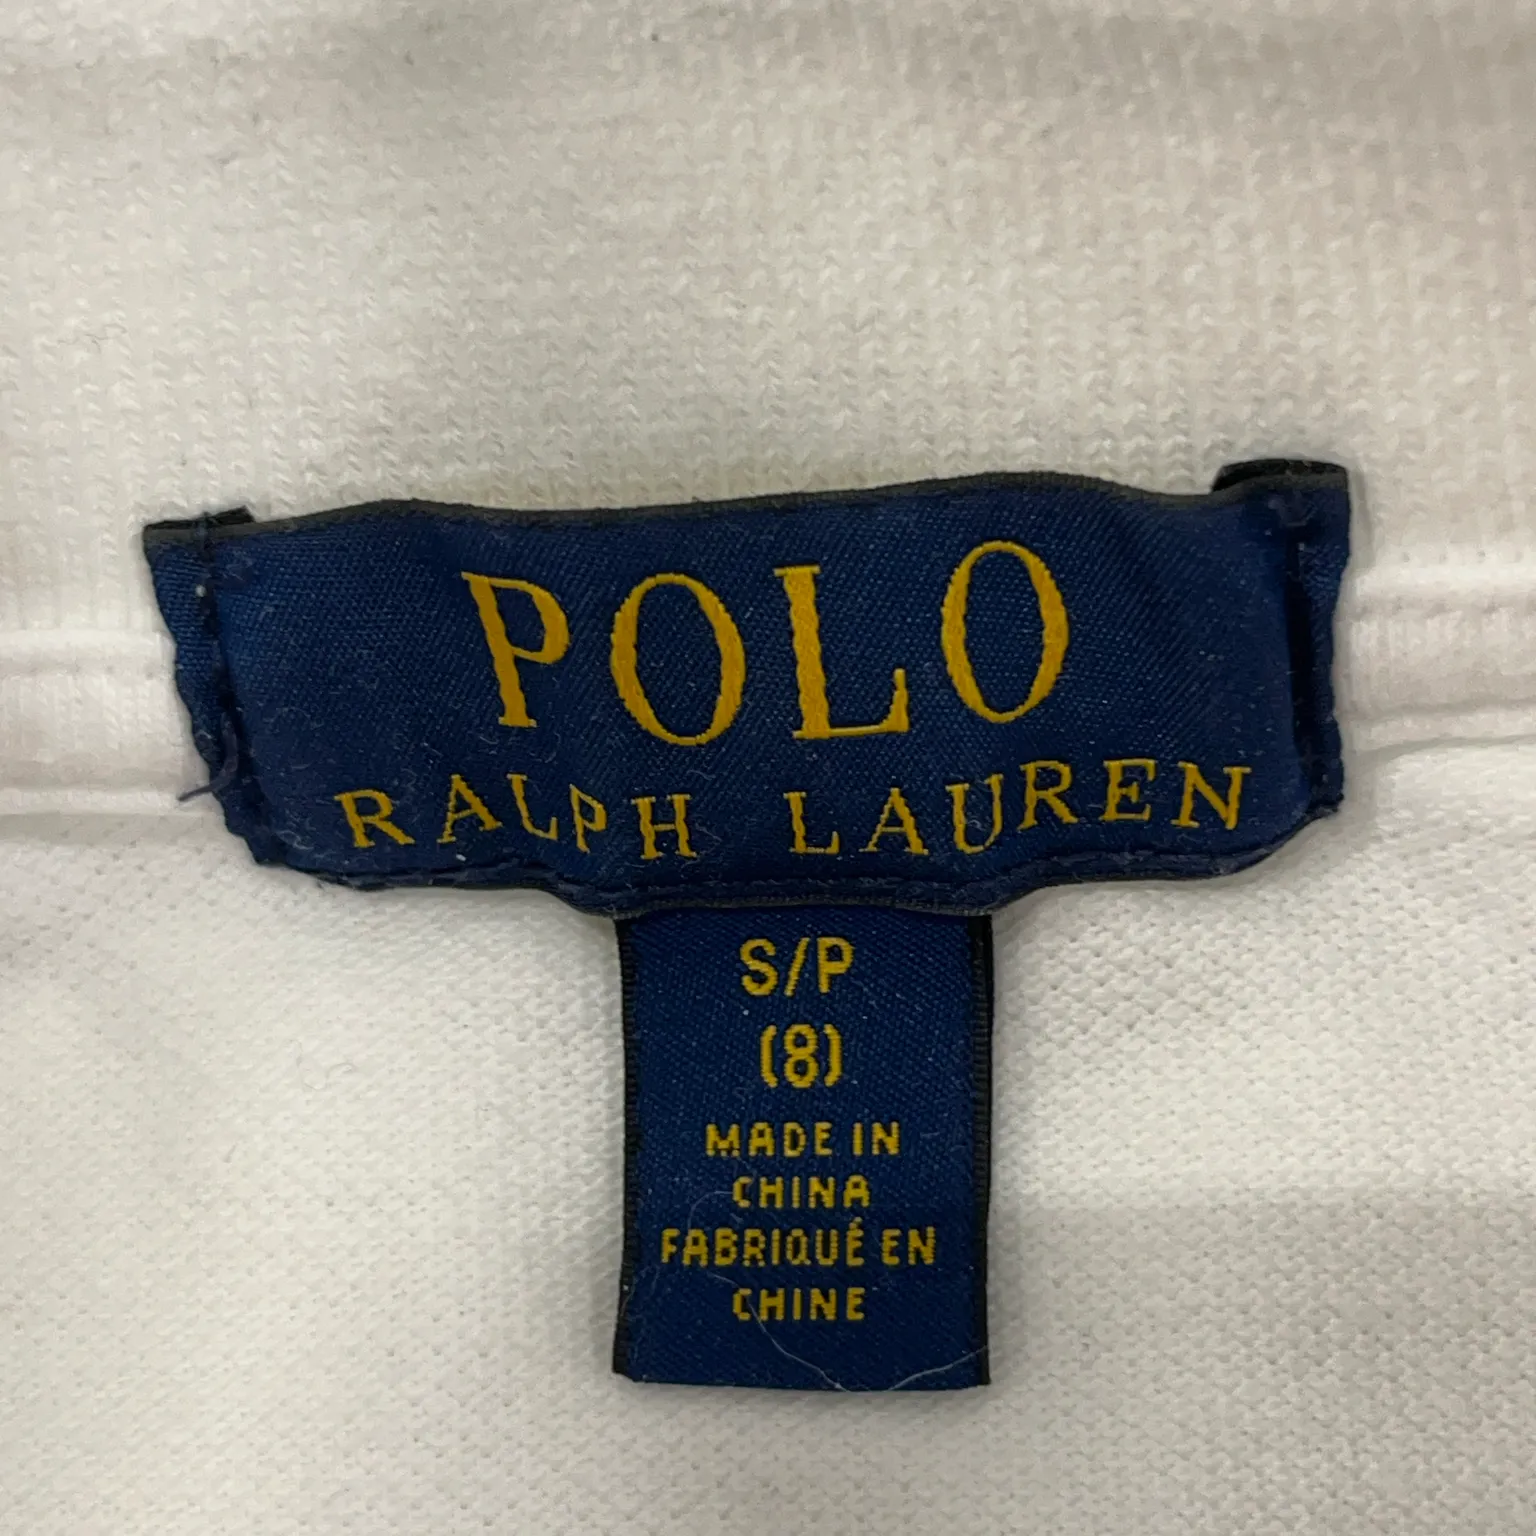 POLO
RALPH LAUREN
S/P
(8)
MADE IN
CHINA
FABRIQUÉ EN
CHINE